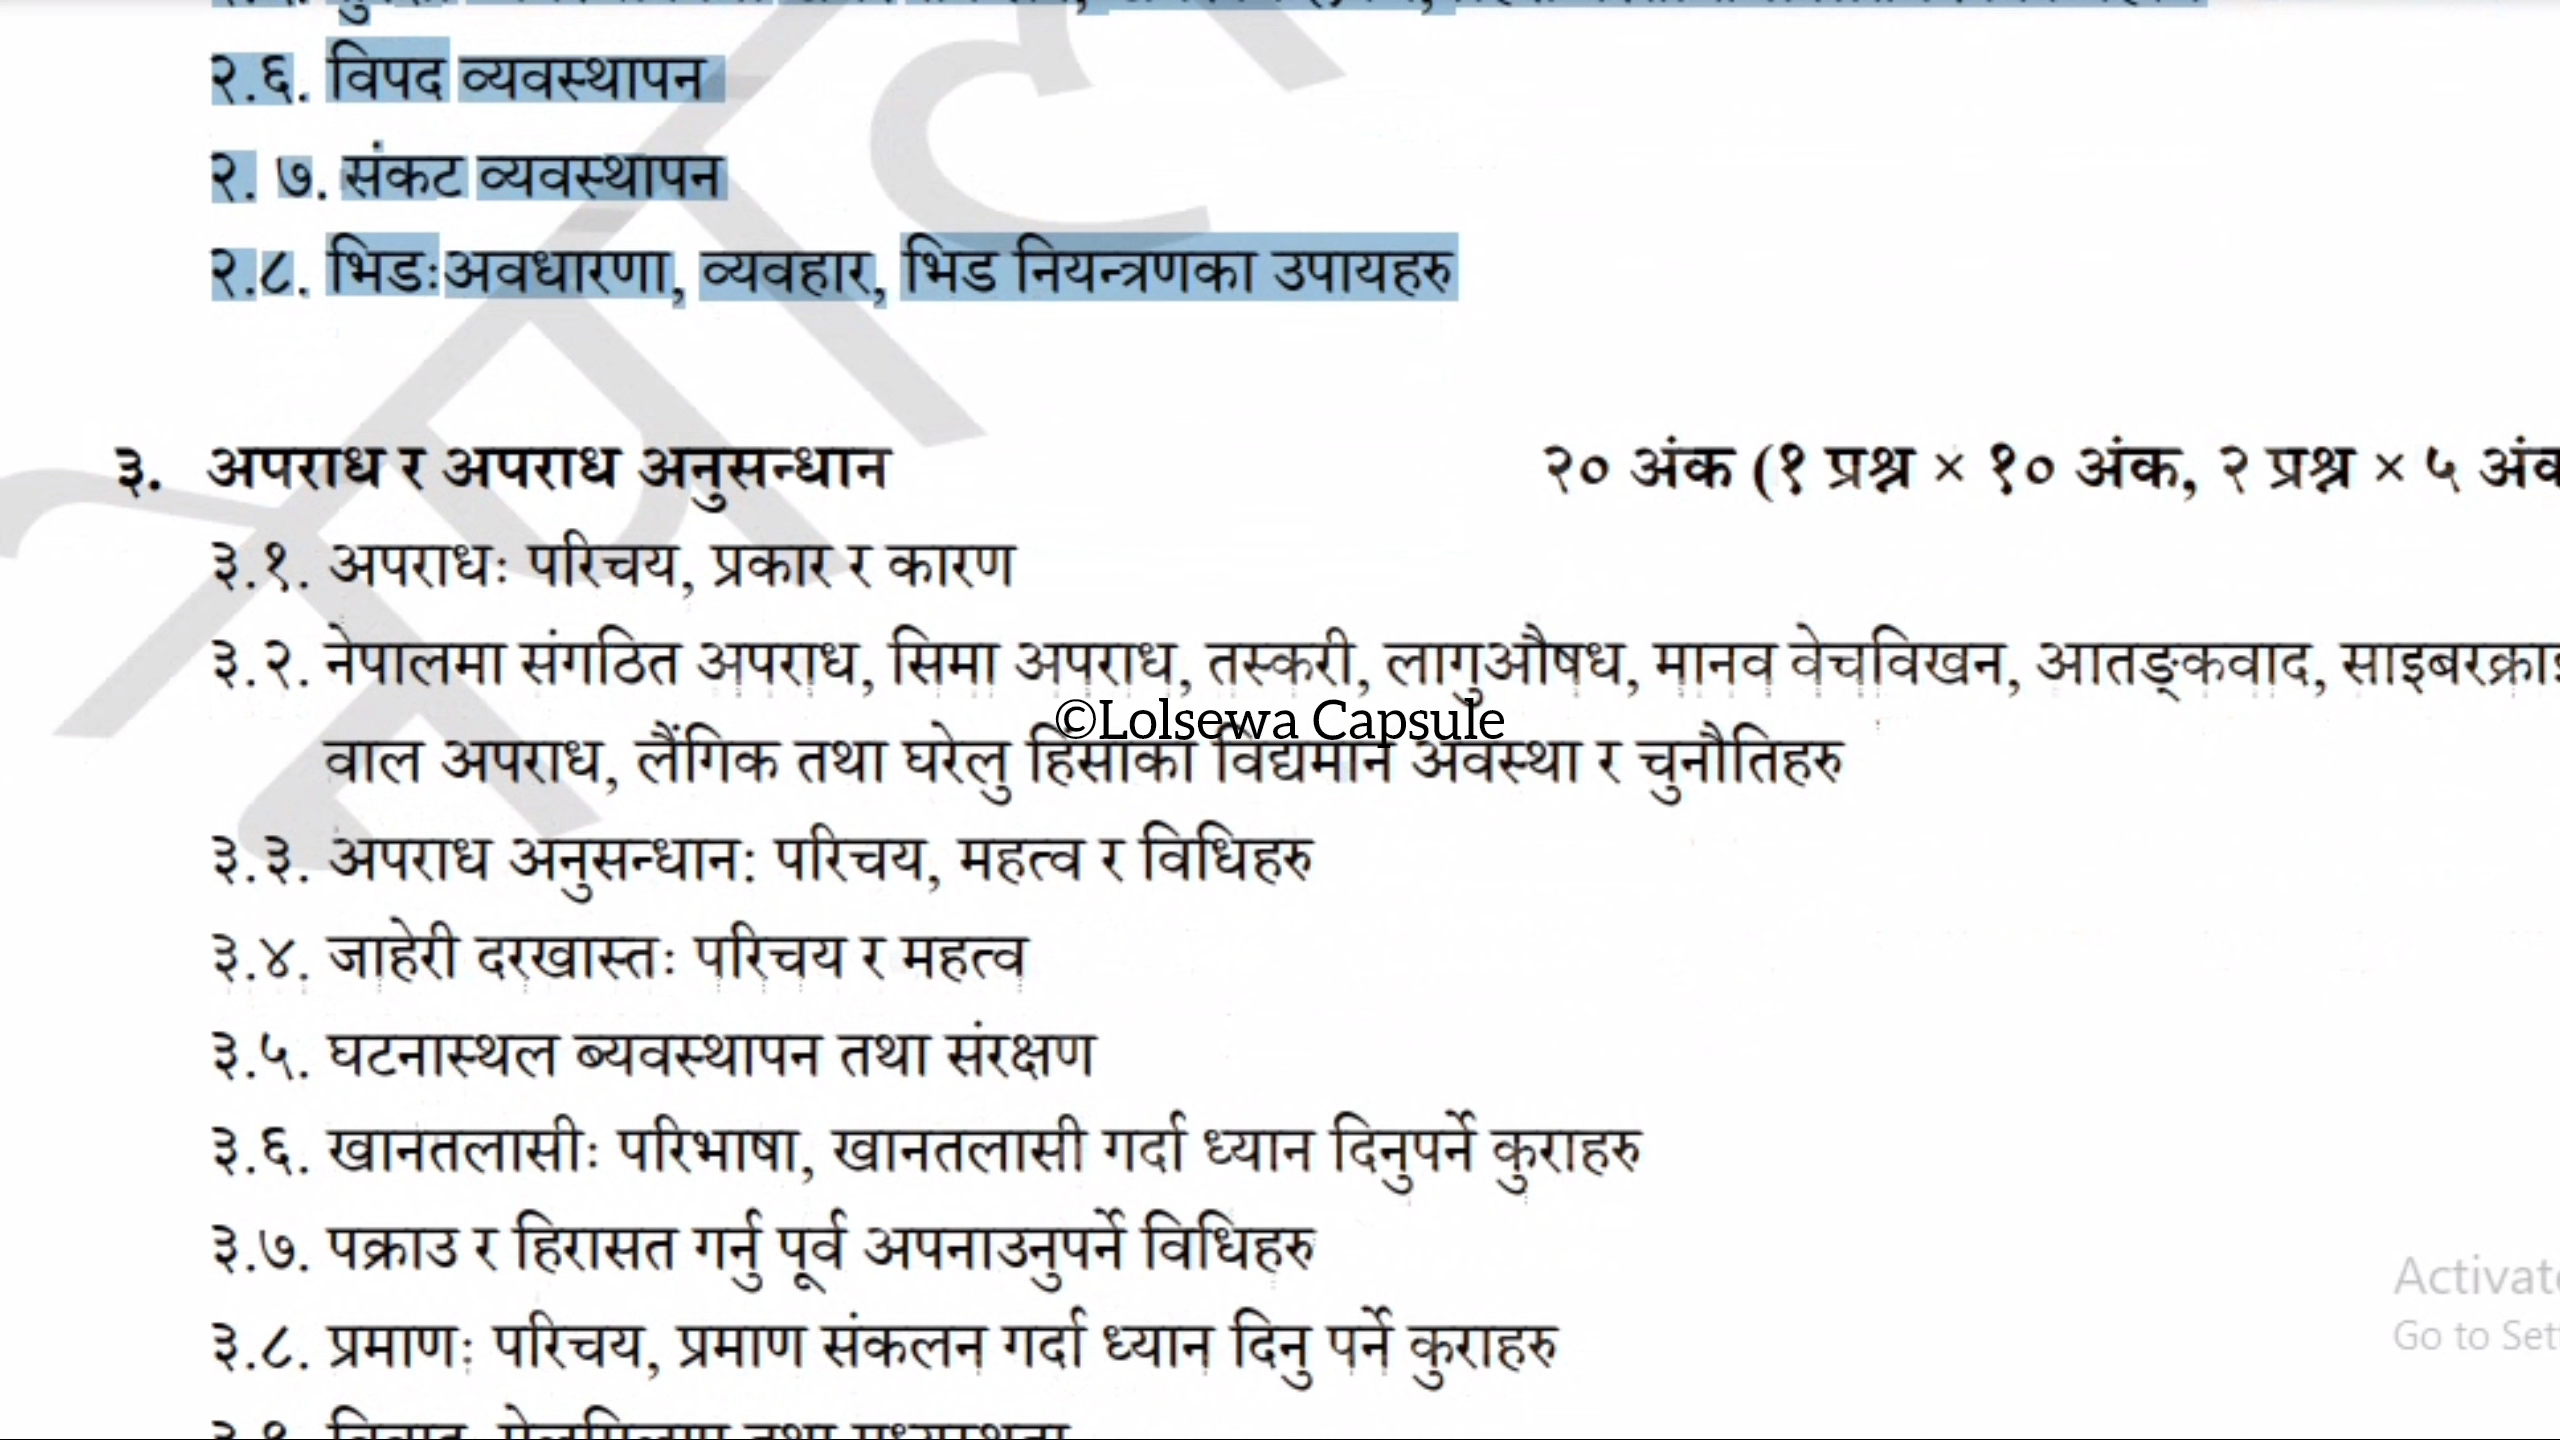 २.६. विपद व्यवस्थापन
२. ७. संकट व्यवस्थापन
२.८. भिडःअवधारणा, व्यवहार, भिड नियन्त्रणका उपायहरु
३. अपराध र अपराध अनुसन्धान २० अंक (१ प्रश्न × १० अंक, २ प्रश्न × ५
३.१. अपराधः परिचय, प्रकार र कारण
३.२. नेपालमा संगठित अपराध, सिमा अपराध, तस्करी, लागुऔषध, मानव वेचविखन, आतङ्कवाद,
©Lolsewa Capsule
वाल अपराध, लैंगिक तथा घरेलु हिंसाका विद्यमान अवस्था र चुनौतिहरु
३.३. अपराध अनुसन्धान: परिचय, महत्व र विधिहरु
३.४. जाहेरी दरखास्तः परिचय र महत्व
३.५. घटनास्थल ब्यवस्थापन तथा संरक्षण
३.६. खानतलासीः परिभाषा, खानतलासी गर्दा ध्यान दिनुपर्ने कुराहरु
३.७. पक्राउ र हिरासत गर्नु पूर्व अपनाउनुपर्ने विधिहरु
३.८. प्रमाणः परिचय, प्रमाण संकलन गर्दा ध्यान दिनु पर्ने कुराहरु
Go to